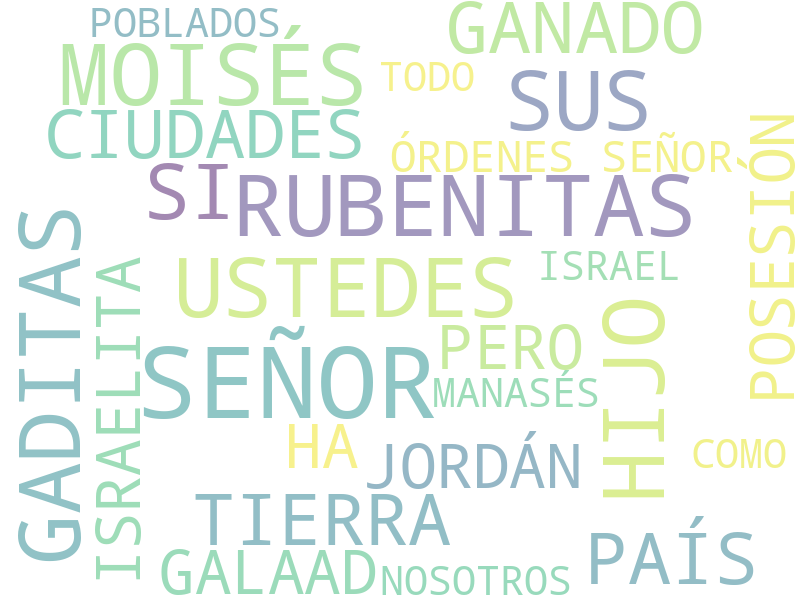 POBLADOS
GANADO
MOISÉS
TODO
SUS
CIUDADES
ÓRDENES SEÑOR
POSESIÓN
SI
RUBENITAS
GADITAS
ISRAELITA
USTEDES
ISRAEL
HIJO
PERO
SEÑOR
MANASÉS
HA
JORDÁN
COMO
TIERRA
PAÍS
GALAAD
NOSOTROS